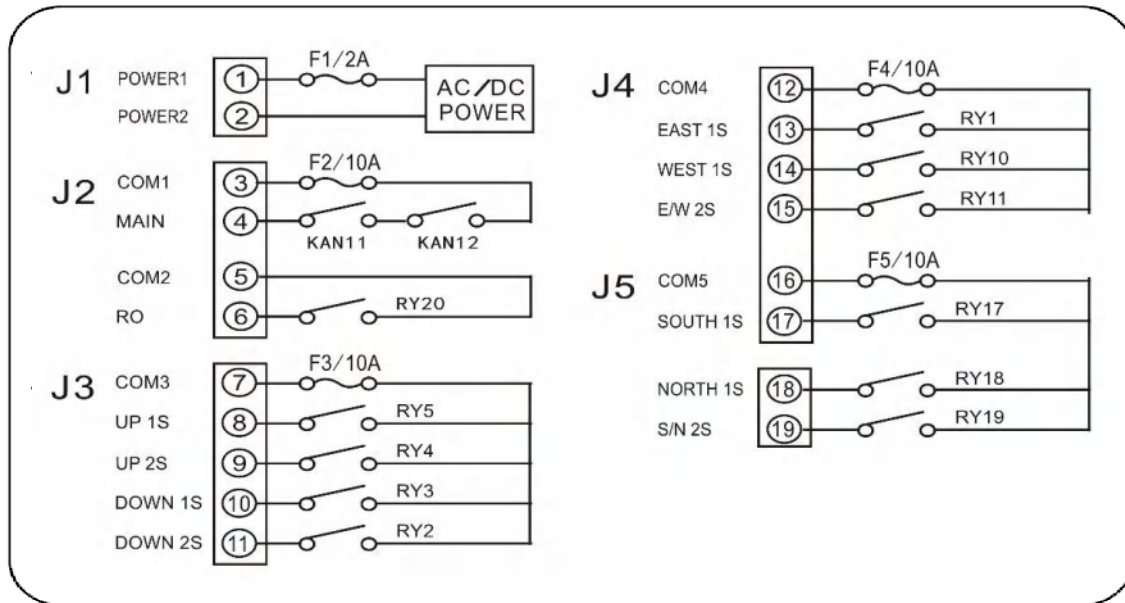 J1
POWER1 1 F1/2A
AC/DC POWER
POWER2 2
J2
COM1 3 F2/10A
MAIN 4 KAN11 KAN12
COM2 5
RO 6 RY20
J3
COM3 7 F3/10A
UP 1S 8 RY5
UP 2S 9 RY4
DOWN 1S 10 RY3
DOWN 2S 11 RY2
J4
COM4 12 F4/10A
EAST 1S 13 RY1
WEST 1S 14 RY10
E/W 2S 15 RY11
J5
COM5 16 F5/10A
SOUTH 1S 17 RY17
NORTH 1S 18 RY18
S/N 2S 19 RY19